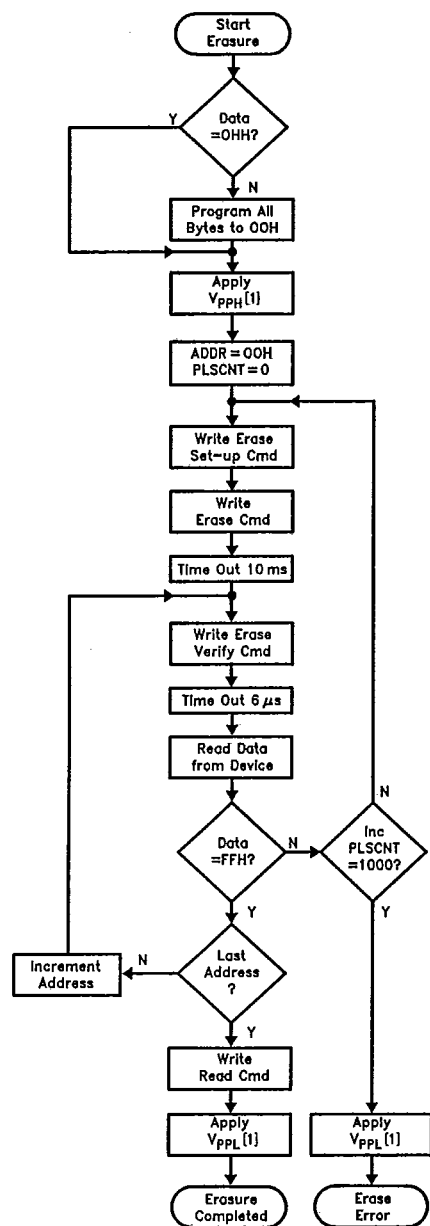 Start
Erasure
Y
Data
=0HH?
N
Program All
Bytes to 00H
Apply
VPPH[1]
ADDR=00H
PLSCNT=0
Write Erase
Set-up Cmd
Write
Erase Cmd
Time Out 10 ms
Write Erase
Verify Cmd
Time Out 6 μs
Read Data
from Device
N
Data
=FFH?
N
Inc
PLSCNT
=1000?
Y
Y
Increment
Address
N
Last
Address
?
Y
Write
Read Cmd
Apply
VPPL[1]
Apply
VPPL[1]
Erasure
Completed
Erase
Error